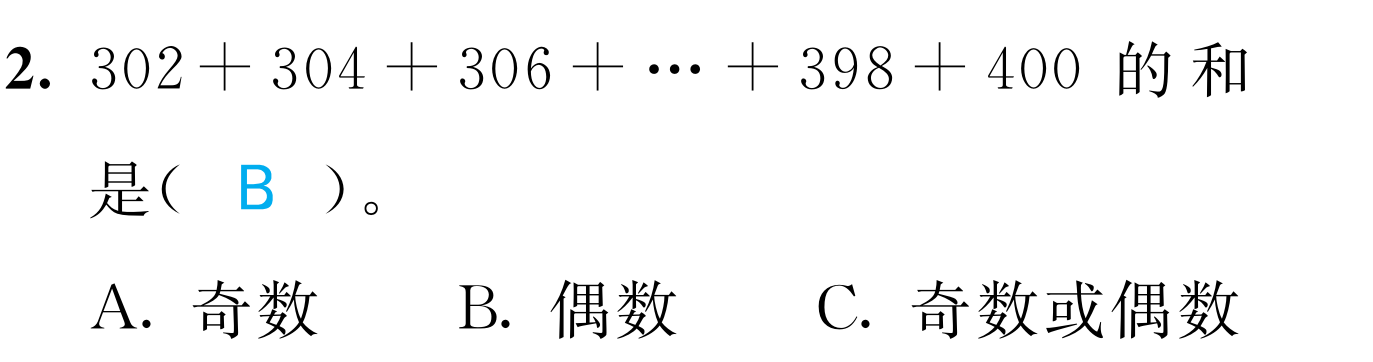 2. 302＋304＋306＋…＋398＋400 的和
是（ B ）。
A. 奇数 B. 偶数 C. 奇数或偶数